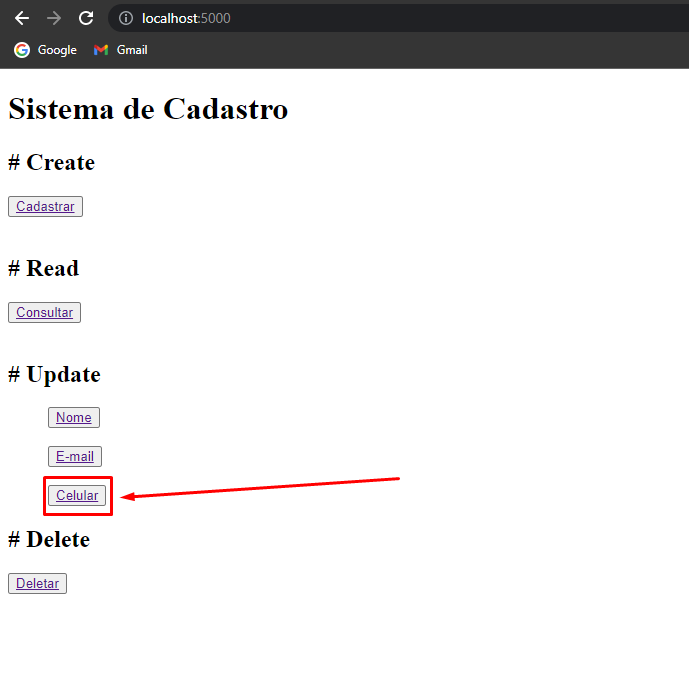 localhost:5000
Google Gmail
Sistema de Cadastro
# Create
Cadastrar
# Read
Consultar
# Update
Nome
E-mail
Celular
# Delete
Deletar